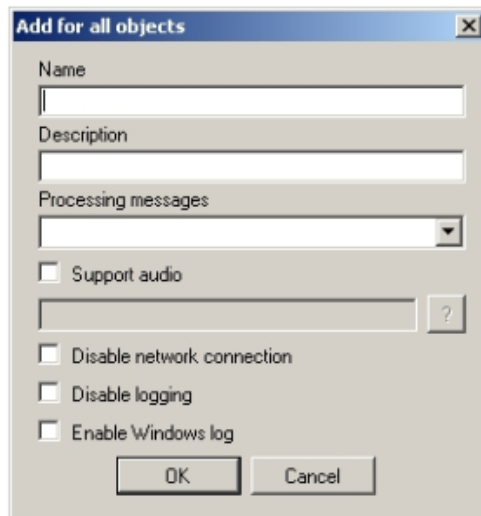 Add for all objects
Name
Description
Processing messages
Support audio
?
Disable network connection
Disable logging
Enable Windows log
OK Cancel